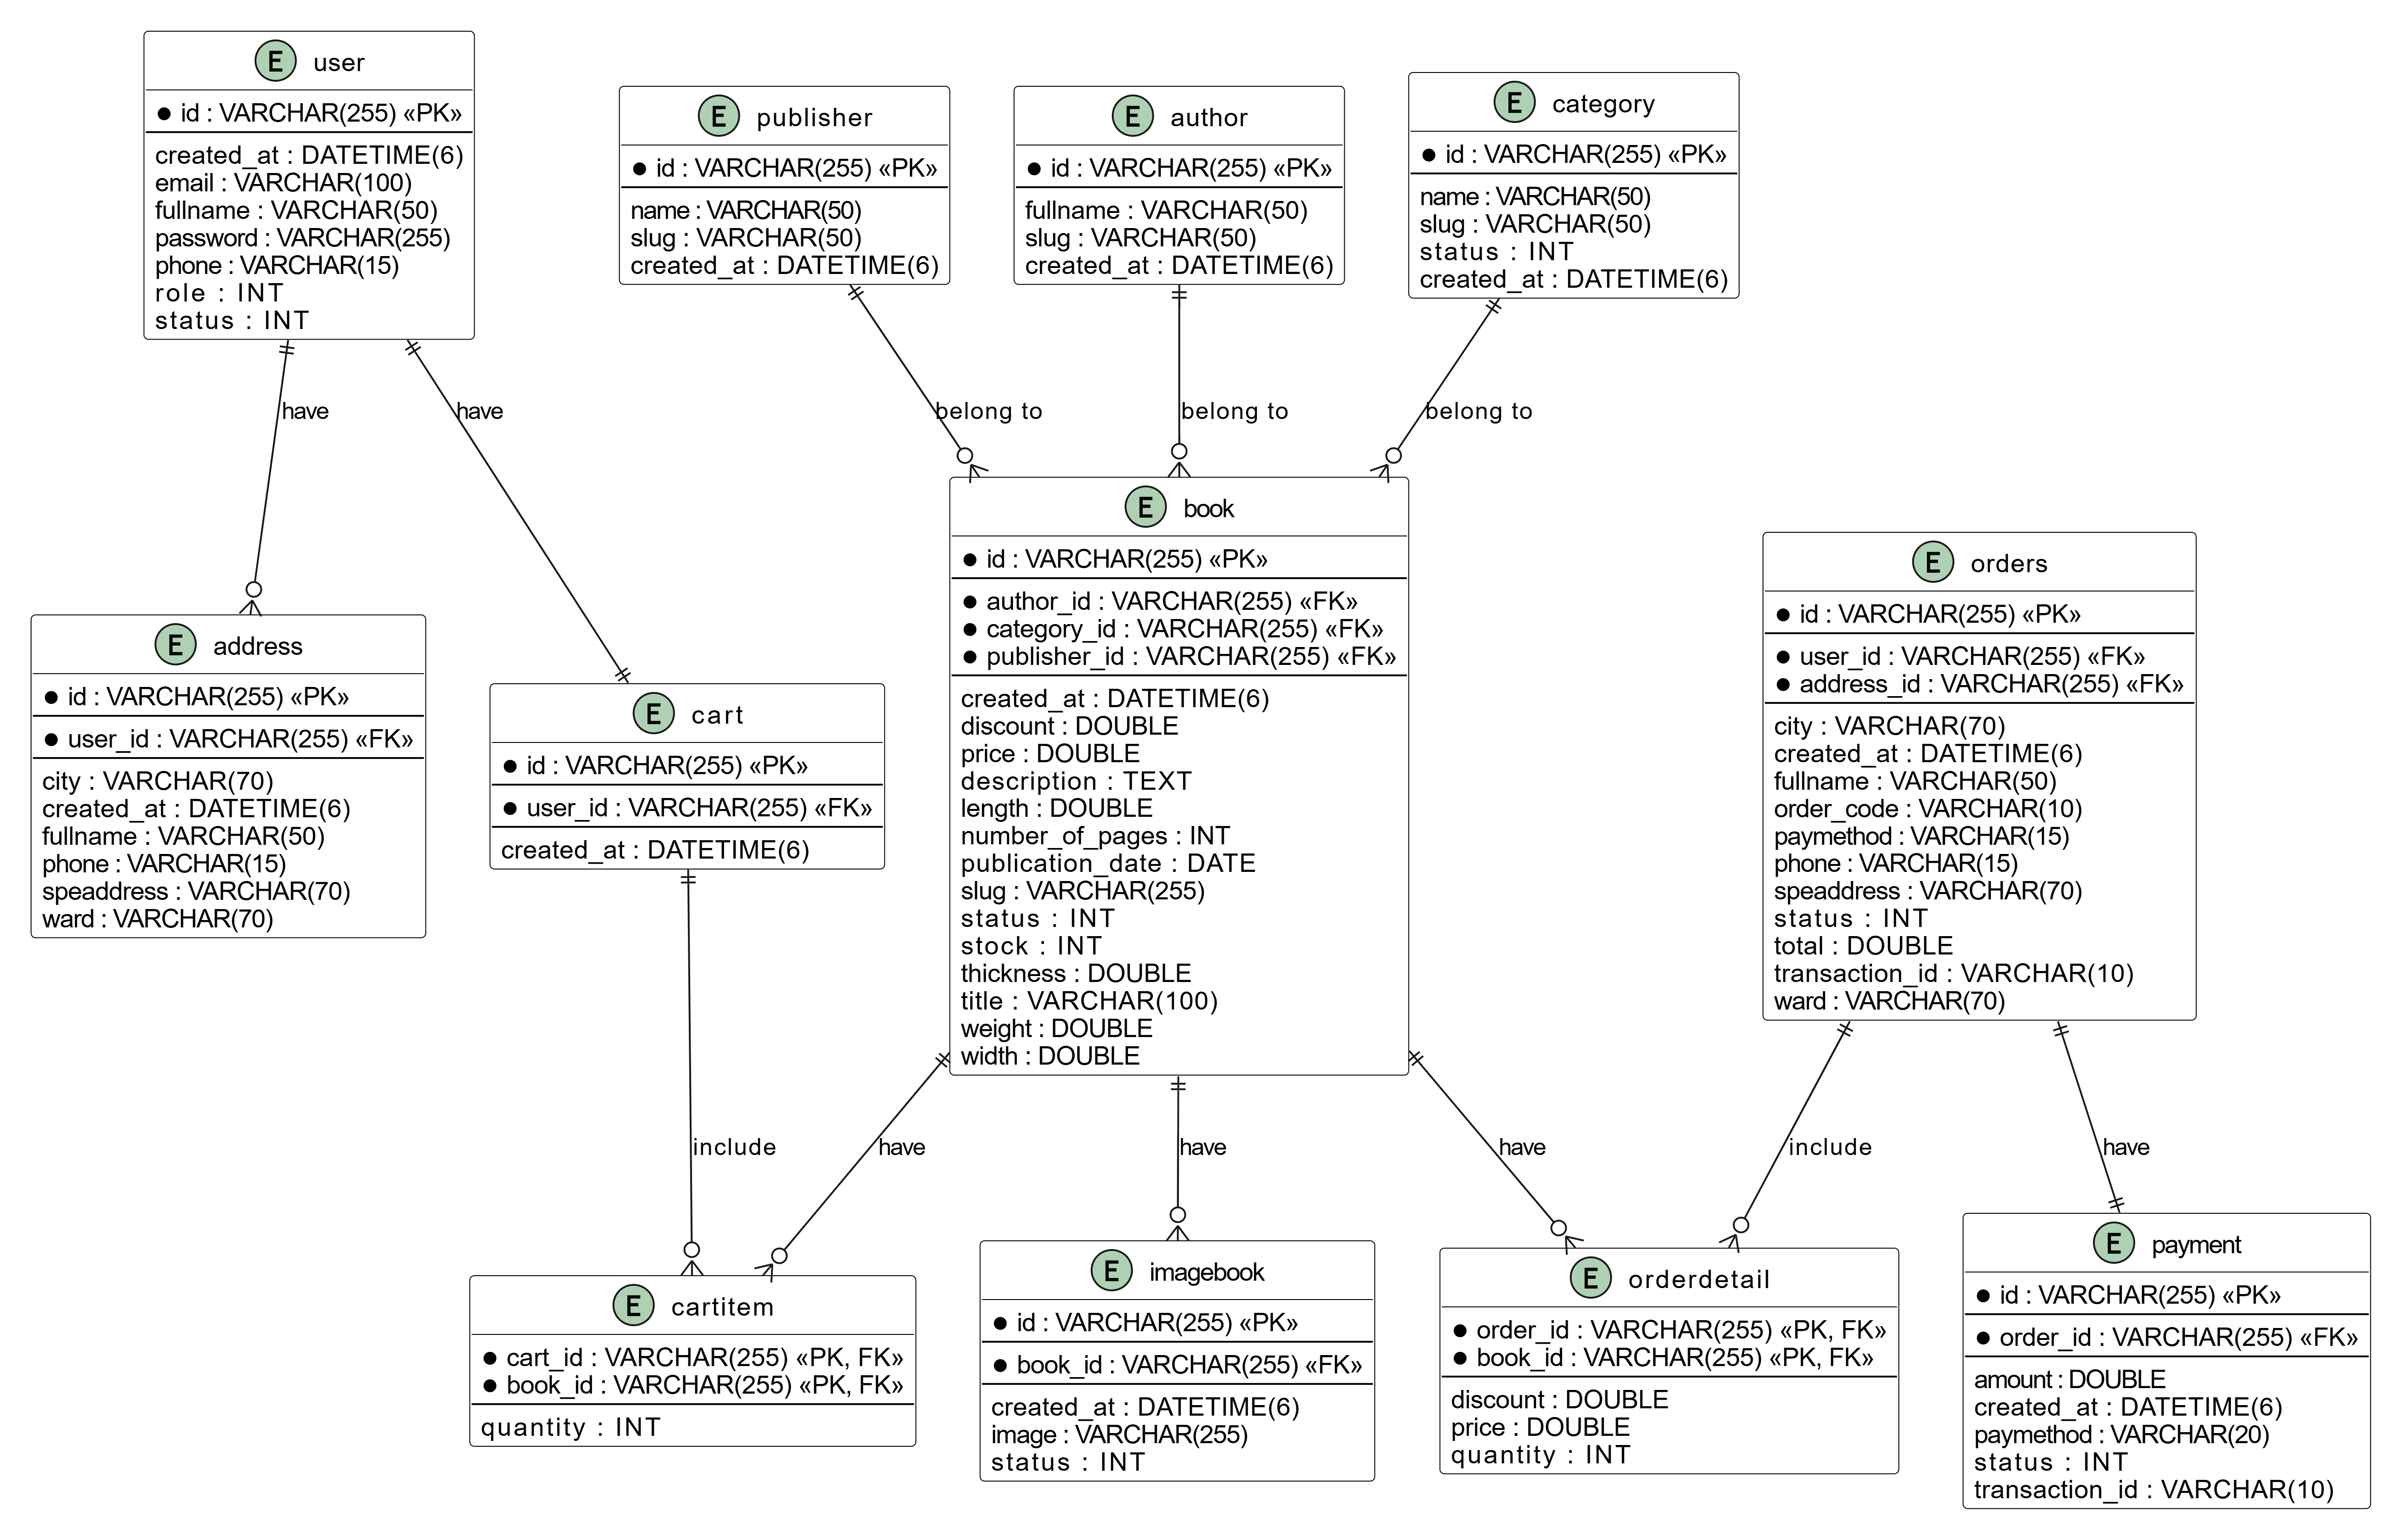 E user
id : VARCHAR(255) «PK»
created_at : DATETIME(6)
email : VARCHAR(100)
fullname : VARCHAR(50)
password : VARCHAR(255)
phone : VARCHAR(15)
role : INT
status : INT
E publisher
id : VARCHAR(255) «PK»
name : VARCHAR(50)
slug : VARCHAR(50)
created_at : DATETIME(6)
E author
id : VARCHAR(255) «PK»
fullname : VARCHAR(50)
slug : VARCHAR(50)
created_at : DATETIME(6)
E category
id : VARCHAR(255) «PK»
name : VARCHAR(50)
slug : VARCHAR(50)
status : INT
created_at : DATETIME(6)
have
have
belong to
belong to
belong to
E address
id : VARCHAR(255) «PK»
user_id : VARCHAR(255) «FK»
city : VARCHAR(70)
created_at : DATETIME(6)
fullname : VARCHAR(50)
phone : VARCHAR(15)
speaddress : VARCHAR(70)
ward : VARCHAR(70)
E cart
id : VARCHAR(255) «PK»
user_id : VARCHAR(255) «FK»
created_at : DATETIME(6)
E book
id : VARCHAR(255) «PK»
author_id : VARCHAR(255) «FK»
category_id : VARCHAR(255) «FK»
publisher_id : VARCHAR(255) «FK»
created_at : DATETIME(6)
discount : DOUBLE
price : DOUBLE
description : TEXT
length : DOUBLE
number_of_pages : INT
publication_date : DATE
slug : VARCHAR(255)
status : INT
stock : INT
thickness : DOUBLE
title : VARCHAR(100)
weight : DOUBLE
width : DOUBLE
E orders
id : VARCHAR(255) «PK»
user_id : VARCHAR(255) «FK»
address_id : VARCHAR(255) «FK»
city : VARCHAR(70)
created_at : DATETIME(6)
fullname : VARCHAR(50)
order_code : VARCHAR(10)
paymethod : VARCHAR(15)
phone : VARCHAR(15)
speaddress : VARCHAR(70)
status : INT
total : DOUBLE
transaction_id : VARCHAR(10)
ward : VARCHAR(70)
include
have
have
have
include
have
E cartitem
cart_id : VARCHAR(255) «PK, FK»
book_id : VARCHAR(255) «PK, FK»
quantity : INT
E imagebook
id : VARCHAR(255) «PK»
book_id : VARCHAR(255) «FK»
created_at : DATETIME(6)
image : VARCHAR(255)
status : INT
E orderdetail
order_id : VARCHAR(255) «PK, FK»
book_id : VARCHAR(255) «PK, FK»
discount : DOUBLE
price : DOUBLE
quantity : INT
E payment
id : VARCHAR(255) «PK»
order_id : VARCHAR(255) «FK»
amount : DOUBLE
created_at : DATETIME(6)
paymethod : VARCHAR(20)
status : INT
transaction_id : VARCHAR(10)